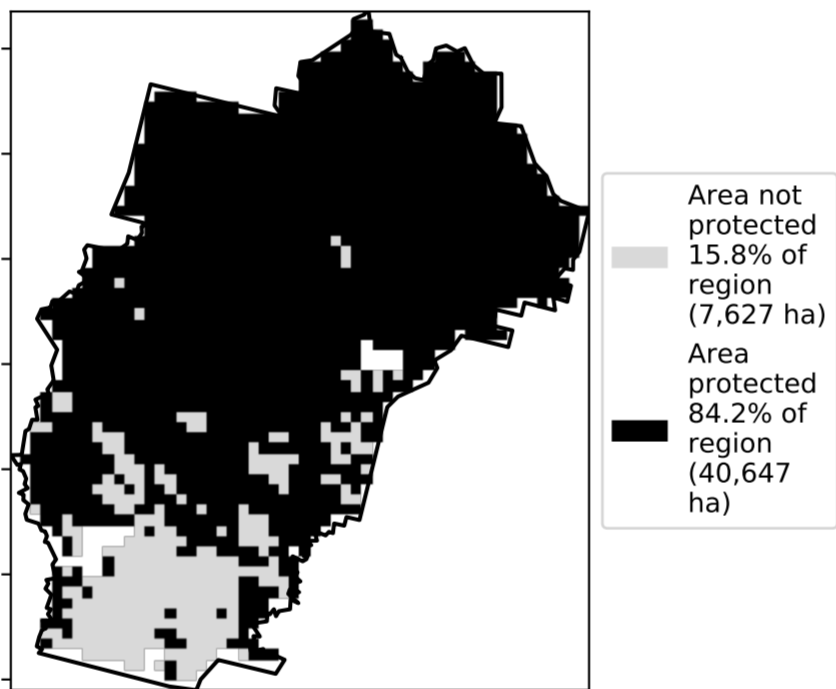 Area not
protected
15.8% of
region
(7,627 ha)
Area
protected
84.2% of
region
(40,647
ha)